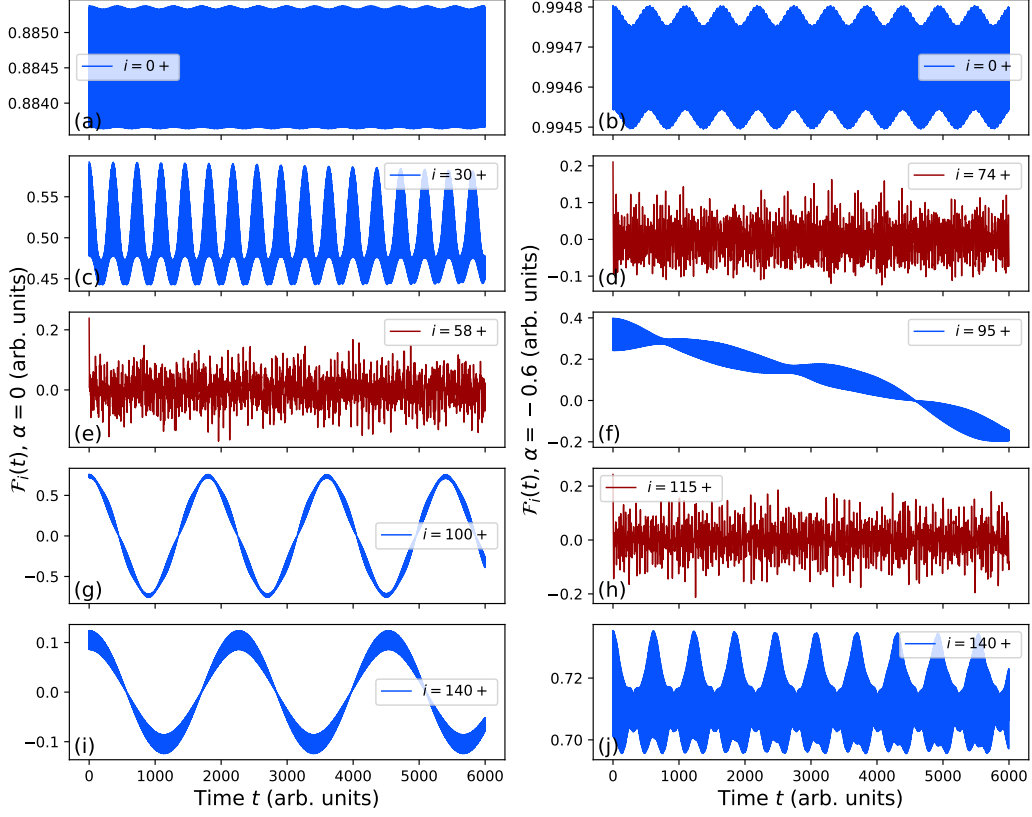 0.8850
0.8845
0.8840
i = 0 +
(a)
0.9948
0.9947
0.9946
0.9945
i = 0 +
(b)
0.55
0.50
0.45
i = 30 +
(c)
0.2
0.1
0.0
−0.1
i = 74 +
(d)
0.2
0.0
i = 58 +
(e)
0.4
0.2
0.0
−0.2
i = 95 +
(f)
0.5
0.0
−0.5
i = 100 +
(g)
0.2
0.0
−0.2
i = 115 +
(h)
0.1
0.0
−0.1
i = 140 +
(i)
0.72
0.70
i = 140 +
(j)
ℱᵢ(t), α = 0 (arb. units)
ℱᵢ(t), α = − 0.6 (arb. units)
0 1000 2000 3000 4000 5000 6000
Time t (arb. units)
0 1000 2000 3000 4000 5000 6000
Time t (arb. units)